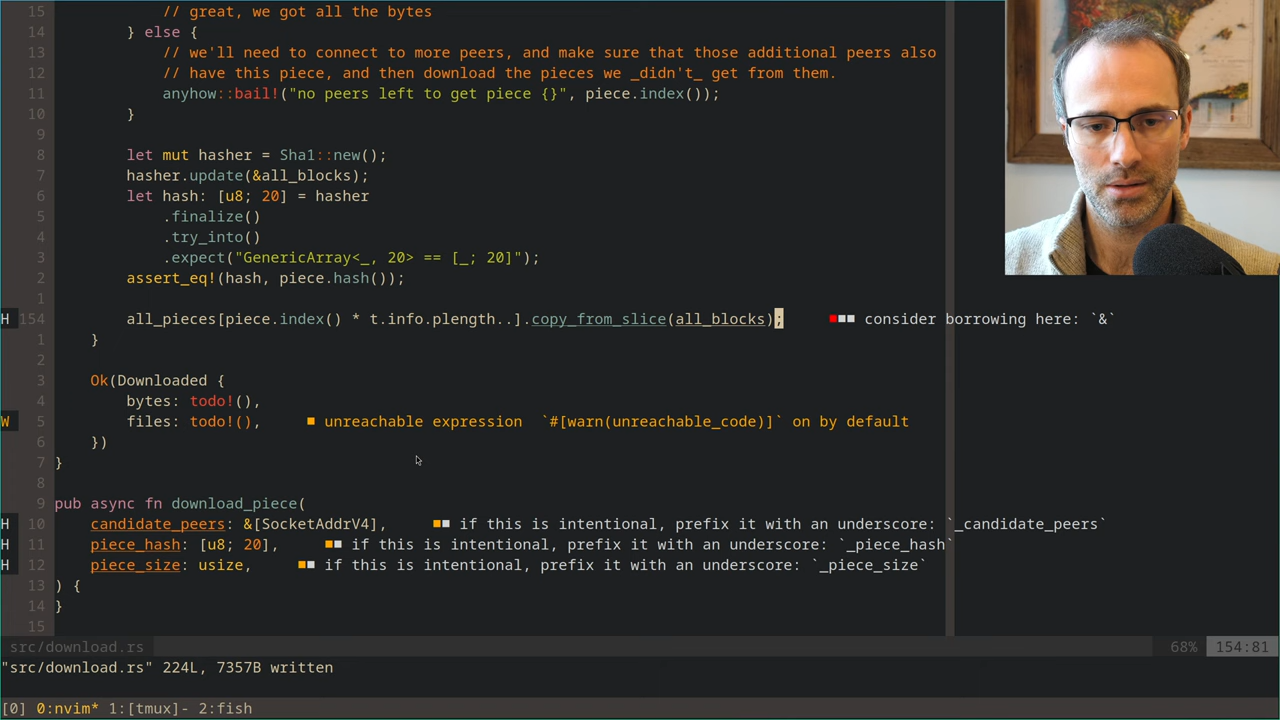 15 // great, we got all the bytes
14 } else {
13 // we'll need to connect to more peers, and make sure that those additional peers also
12 // have this piece, and then download the pieces we _didn't_ get from them.
11 anyhow::bail!("no peers left to get piece {}", piece.index());
10 }
9
8 let mut hasher = Sha1::new();
7 hasher.update(&all_blocks);
6 let hash: [u8; 20] = hasher
5 .finalize()
4 .try_into()
3 .expect("GenericArray<_, 20> == [_; 20]");
2 assert_eq!(hash, piece.hash());
1
H 154 all_pieces[piece.index() * t.info.plength..].copy_from_slice(all_blocks); ■■■ consider borrowing here: `&`
1 }
2
3 Ok(Downloaded {
4 bytes: todo!(),
W 5 files: todo!(), ■ unreachable expression `#[warn(unreachable_code)]` on by default
6 })
7 }
8
9 pub async fn download_piece(
H 10 candidate_peers: &[SocketAddrV4], ■■ if this is intentional, prefix it with an underscore: `_candidate_peers`
H 11 piece_hash: [u8; 20], ■■ if this is intentional, prefix it with an underscore: `_piece_hash`
H 12 piece_size: usize, ■■ if this is intentional, prefix it with an underscore: `_piece_size`
13 ) {
14 }
15
src/download.rs 68% 154:81
"src/download.rs" 224L, 7357B written
[0] 0:nvim* 1:[tmux]- 2:fish